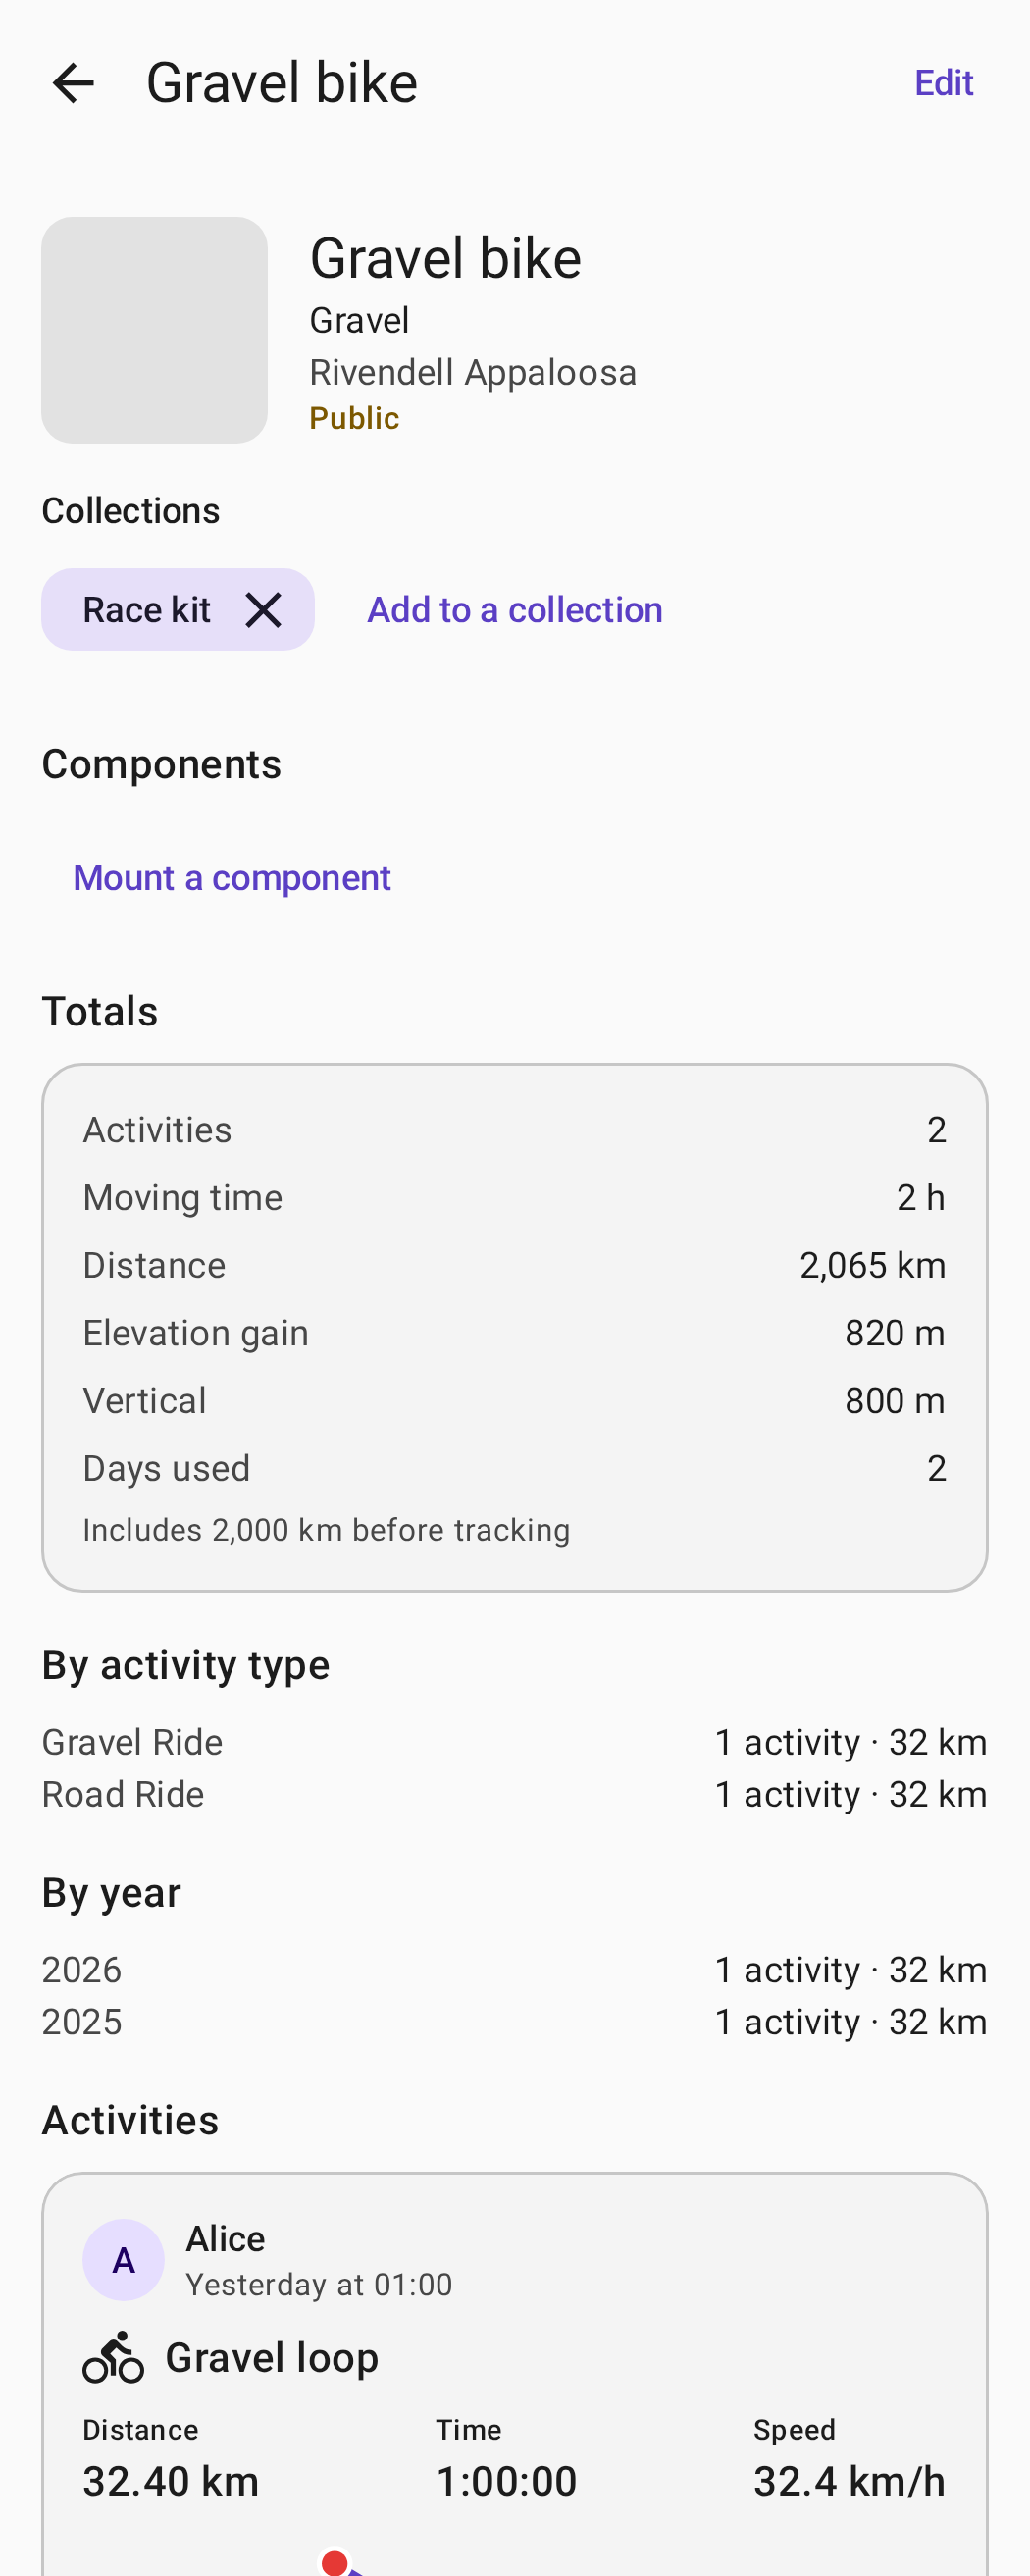 Gravel bike
Edit
Gravel bike
Gravel
Rivendell Appaloosa
Public
Collections
Race kit
Add to a collection
Components
Mount a component
Totals
Activities 2
Moving time 2 h
Distance 2,065 km
Elevation gain 820 m
Vertical 800 m
Days used 2
Includes 2,000 km before tracking
By activity type
Gravel Ride 1 activity · 32 km
Road Ride 1 activity · 32 km
By year
2026 1 activity · 32 km
2025 1 activity · 32 km
Activities
A
Alice
Yesterday at 01:00
Gravel loop
Distance Time Speed
32.40 km 1:00:00 32.4 km/h